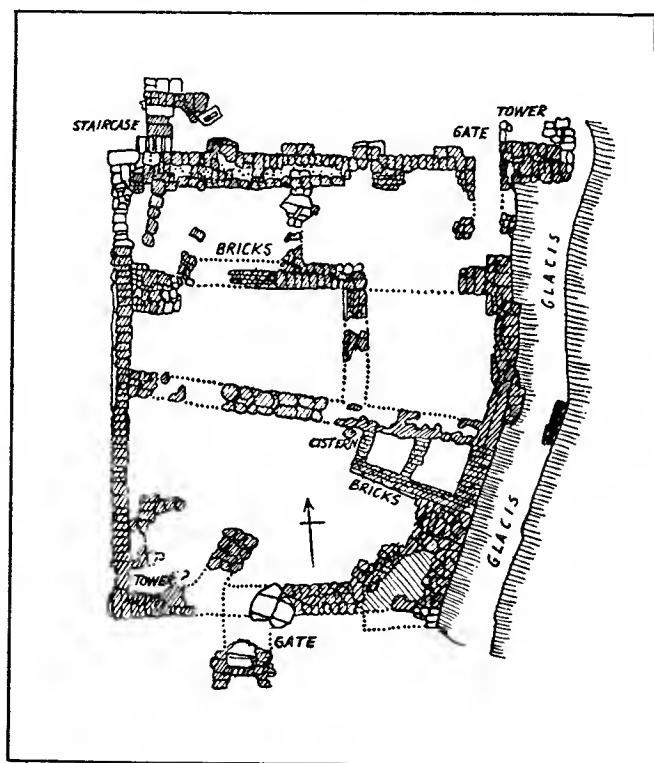 TOWER
STAIRCASE
GATE
BRICKS
GLACIS
CISTERN
BRICKS
GLACIS
?
TOWER?
GATE